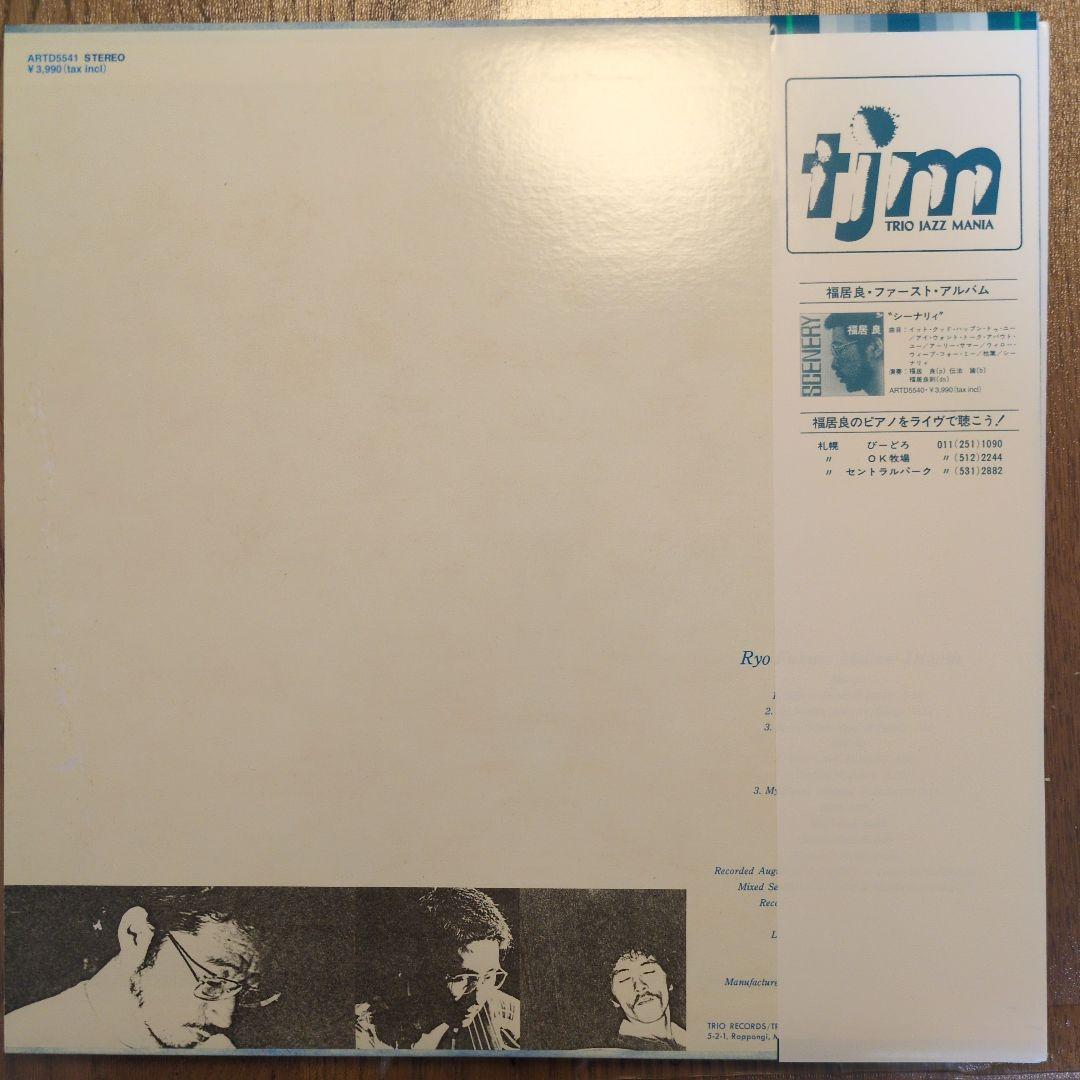 ARTD5541 STEREO
¥3,990(tax incl)
tjm
TRIO JAZZ MANIA
福居良・ファースト・アルバム
SCENERY
福居 良
"シーナリィ"
曲目:イット・クッド・ハップン・トゥ・ユー
/アイ・ウォント・トーク・アバウト・
ユー/アーリー・サマー/ウィロー・
ウィープ・フォー・ミー/枯葉/シー
ナリィ
演奏:福居 良(p) 伝法 諭(b)
福居良則(ds)
ARTD5540・¥3,990(tax incl)
福居良のピアノをライヴで聴こう!
札幌 びーどろ 011(251)1090
〃 OK牧場 〃(512)2244
〃 セントラルパーク 〃(531)2882
Ryo
2.
3.
3. My
Recorded Aug
Mixed Se
Reco
L
Manufacture
TRIO RECORDS/TR
5-2-1, Roppongi, M